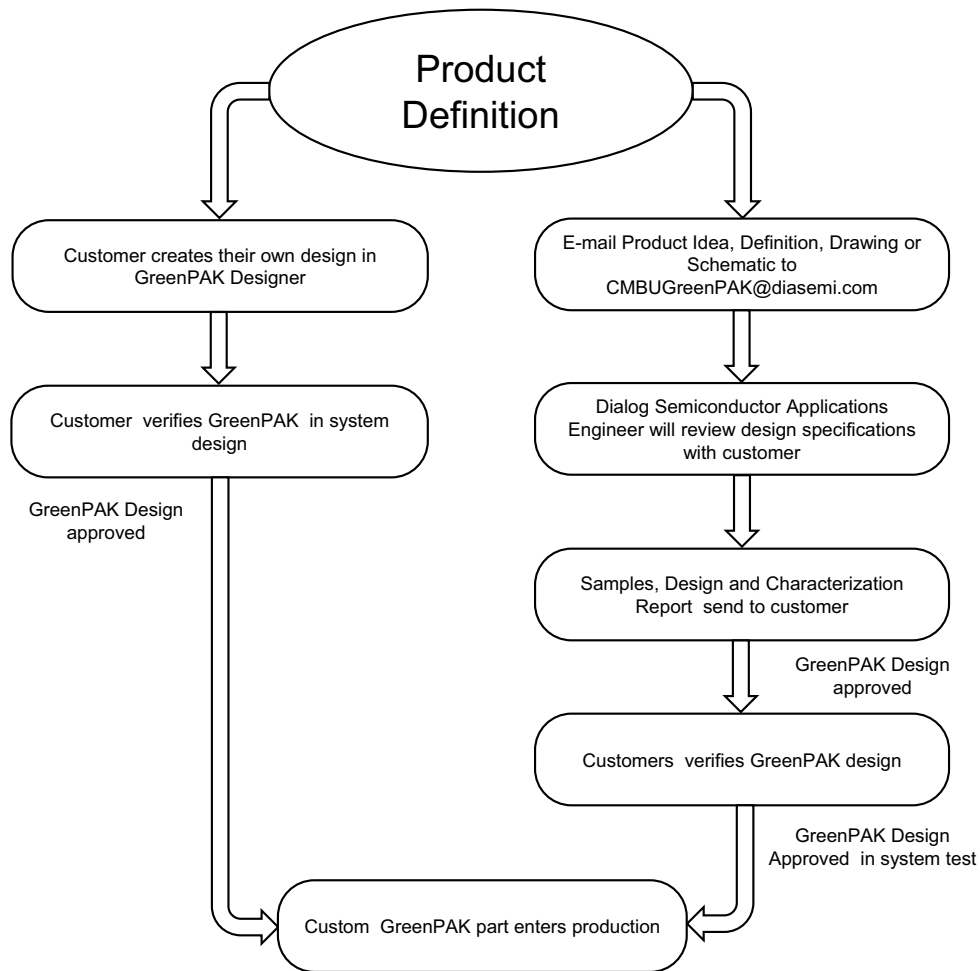 Product
Definition
Customer creates their own design in
GreenPAK Designer
Customer verifies GreenPAK in system
design
GreenPAK Design
approved
E-mail Product Idea, Definition, Drawing or
Schematic to
CMBUGreenPAK@diasemi.com
Dialog Semiconductor Applications
Engineer will review design specifications
with customer
Samples, Design and Characterization
Report send to customer
GreenPAK Design
approved
Customers verifies GreenPAK design
GreenPAK Design
Approved in system test
Custom GreenPAK part enters production